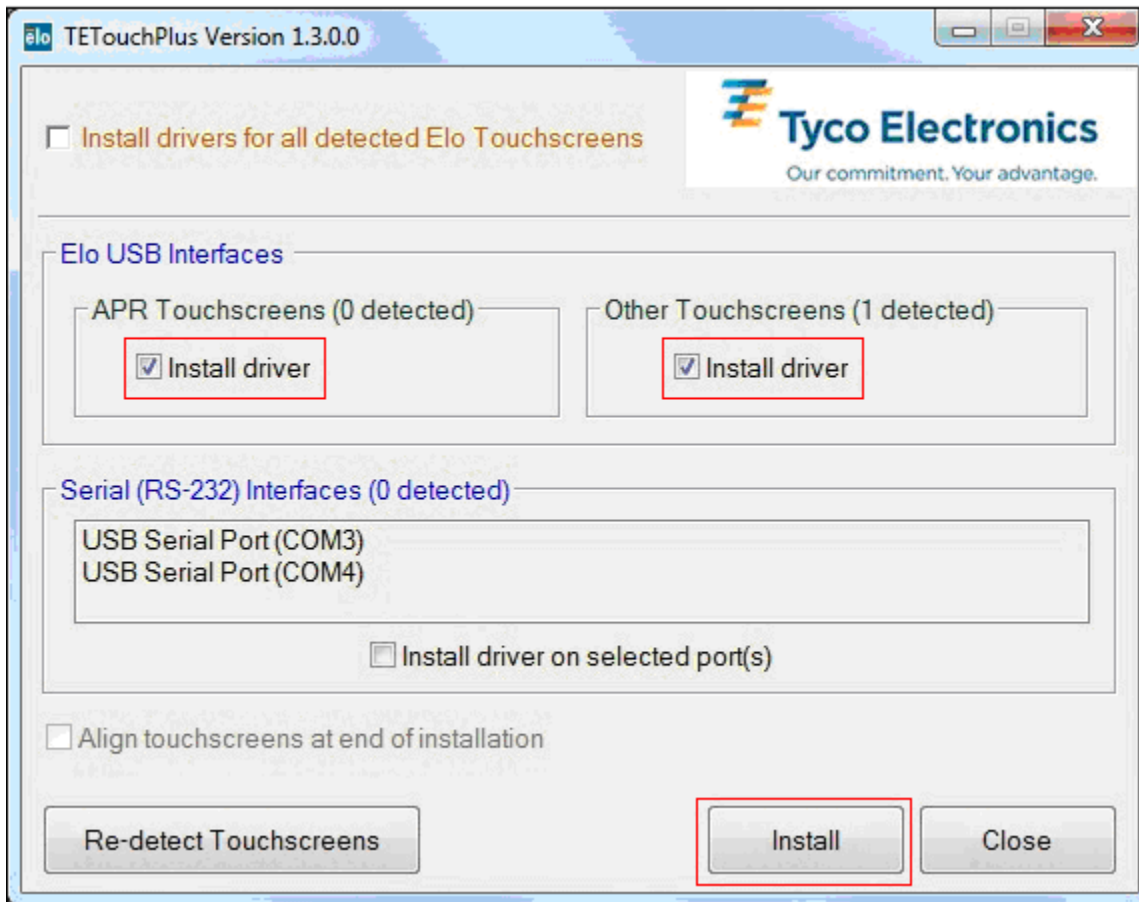 elo TETouchPlus Version 1.3.0.0
Install drivers for all detected Elo Touchscreens
Tyco Electronics
Our commitment. Your advantage.
Elo USB Interfaces
APR Touchscreens (0 detected)
Install driver
Other Touchscreens (1 detected)
Install driver
Serial (RS-232) Interfaces (0 detected)
USB Serial Port (COM3)
USB Serial Port (COM4)
Install driver on selected port(s)
Align touchscreens at end of installation
Re-detect Touchscreens
Install
Close